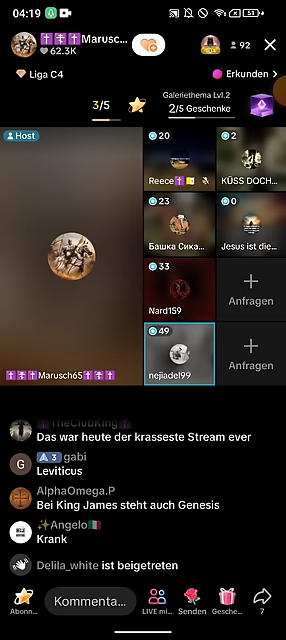 04:19
51
✝️✝️✝️Marusc...
62.3K
92
Liga C4
Erkunden >
3/5
Galeriethema Lvl.2
2/5 Geschenke
Host
20
Reece✝️
2
KÜSS DOCH...
23
Башка Сика...
0
Jesus ist die...
33
Nard159
Anfragen
49
nejiadel99
Anfragen
✝️✝️✝️Marusch65✝️✝️✝️
✝️TheClubKing✝️
Das war heute der krasseste Stream ever
G
3 gabi
Leviticus
AlphaOmega.P
Bei King James steht auch Genesis
✨Angelo🇮🇹
Krank
Delila_white ist beigetreten
Abonn...
Kommenta...
LIVE mi...
Senden
Gesche...
7